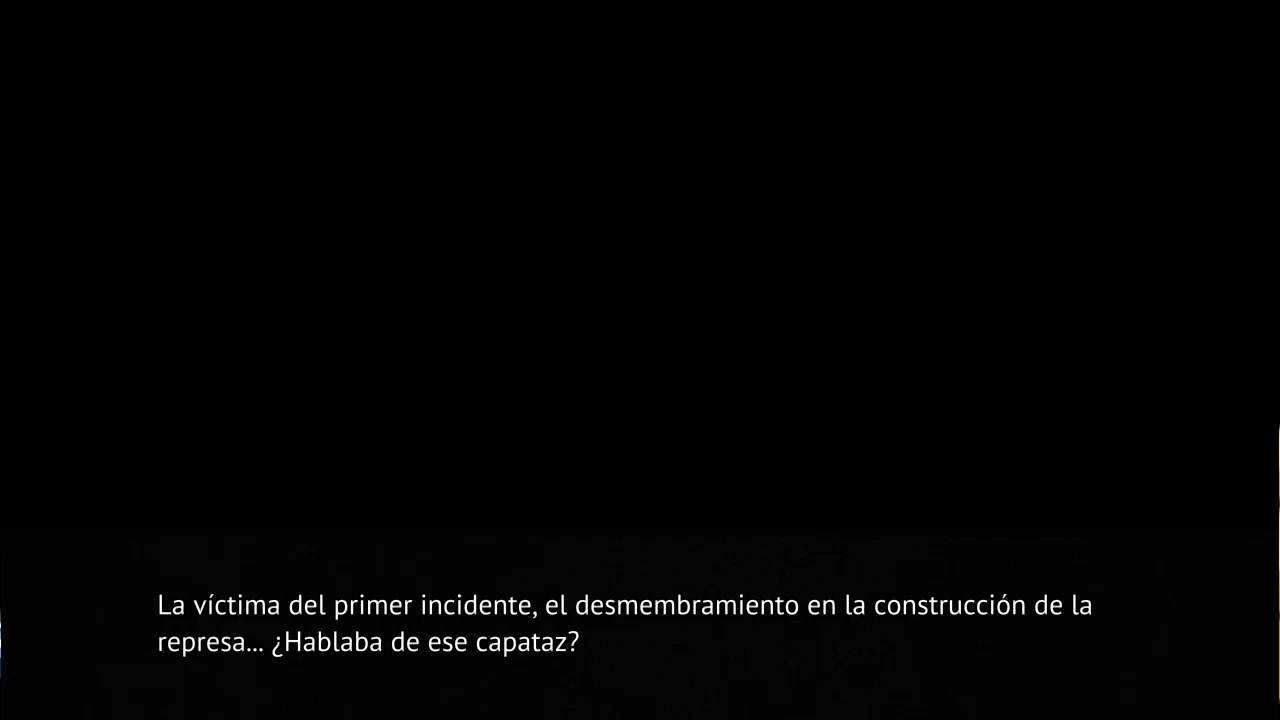 La víctima del primer incidente, el desmembramiento en la construcción de la
represa... ¿Hablaba de ese capataz?